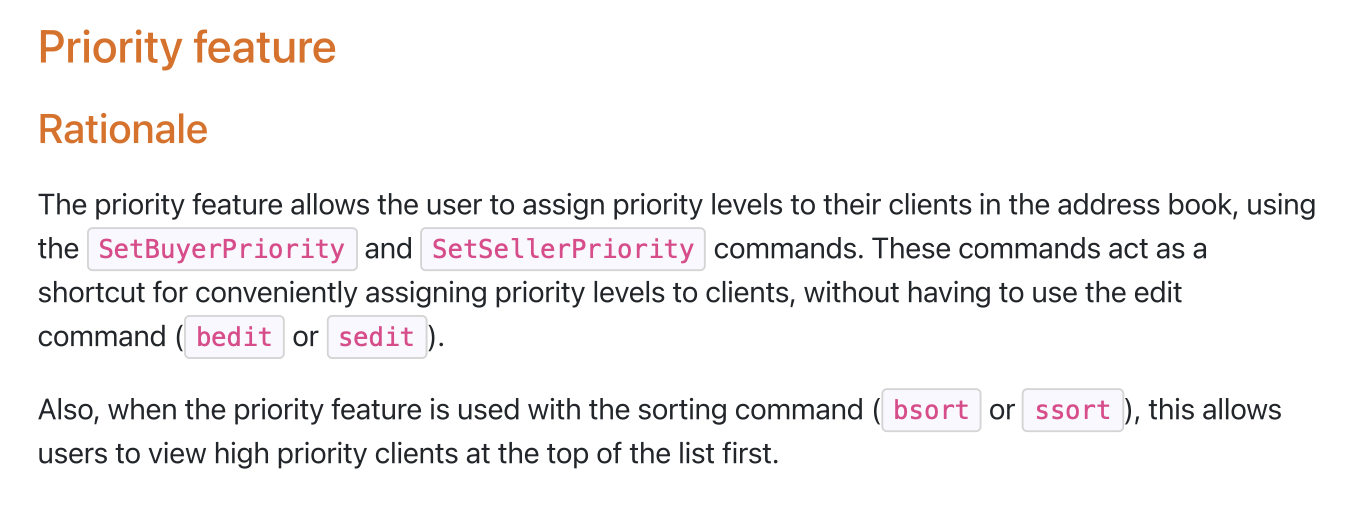 Priority feature
Rationale
The priority feature allows the user to assign priority levels to their clients in the address book, using
the SetBuyerPriority and SetSellerPriority commands. These commands act as a
shortcut for conveniently assigning priority levels to clients, without having to use the edit
command (bedit or sedit).
Also, when the priority feature is used with the sorting command (bsort or ssort), this allows
users to view high priority clients at the top of the list first.